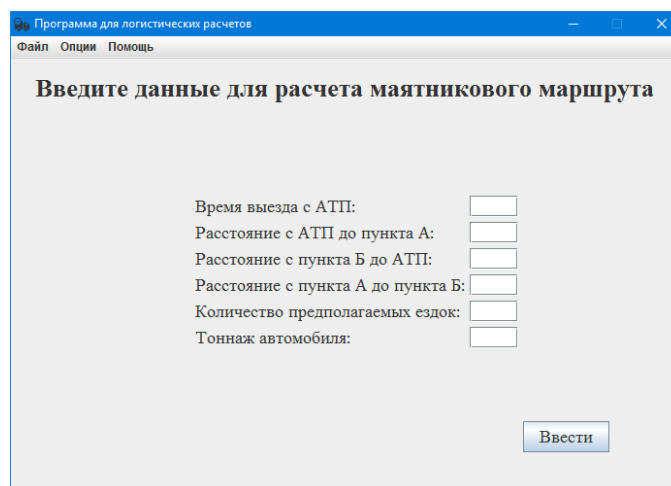 Программа для логистических расчетов
Файл Опции Помощь
Введите данные для расчета маятникового маршрута
Время выезда с АТП:
Расстояние с АТП до пункта А:
Расстояние с пункта Б до АТП:
Расстояние с пункта А до пункта Б:
Количество предполагаемых ездок:
Тоннаж автомобиля:
Ввести